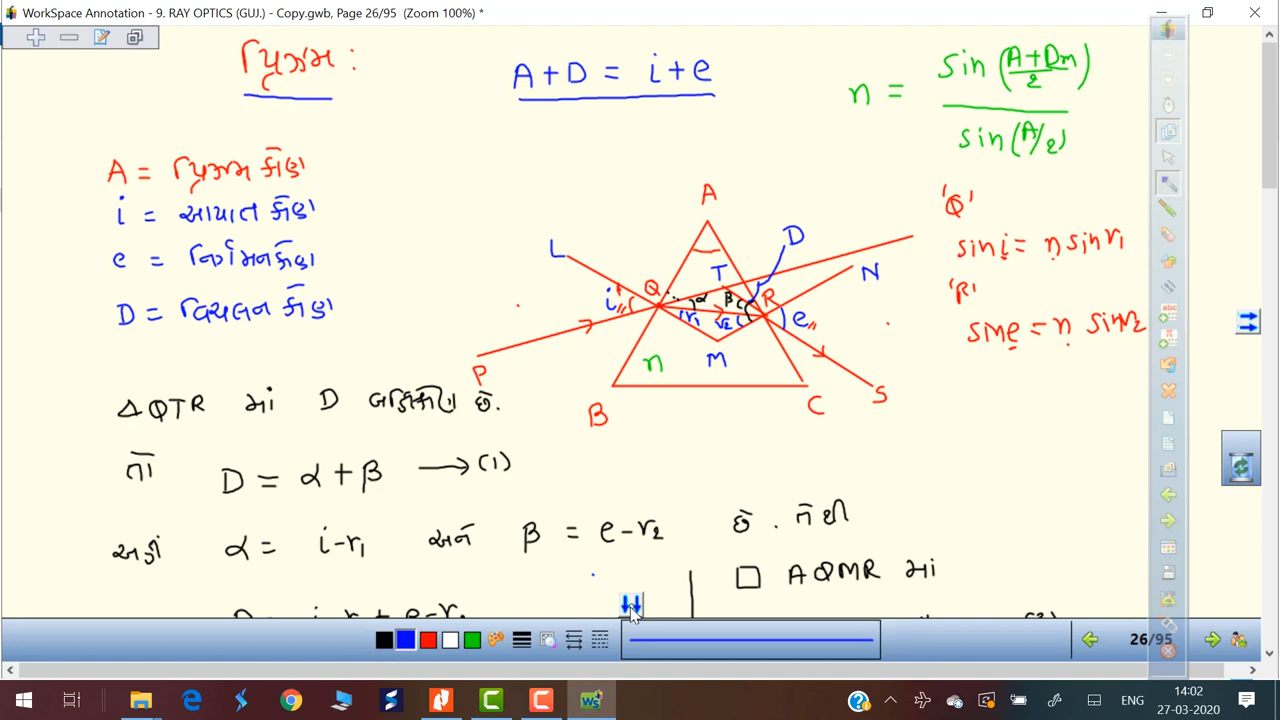 WorkSpace Annotation - 9. RAY OPTICS (GUJ.) - Copy.gwb, Page 26/95 (Zoom 100%) *
પ્રિઝમ :
A+D = i+e
n = sin (A+Dm/2) / sin (A/2)
A = પ્રિઝમ કોણ
i = આપાત કોણ
e = નિર્ગમન કોણ
D = વિચલન કોણ
A
L
T
D
N
Q
i
α
β
R
r1
r2
e
n
M
P
B
C
S
'Q'
sin i = n sin r1
'R'
sin e = n sin r2
△QTR માં D બહિષ્કોણ છે.
તો D = α + β → (1)
અહીં α = i-r1 અને β = e-r2 છે. તેથી
□ AQMR માં
26/95
ENG
14:02
27-03-2020